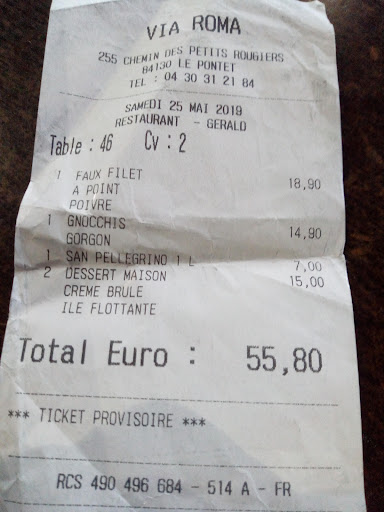 VIA ROMA
255 CHEMIN DES PETITS ROUGIERS
84130 LE PONTET
TEL : 04 30 31 21 84
SAMEDI 25 MAI 2019
RESTAURANT - GERALD
Table : 46 Cv : 2
1 FAUX FILET 18,90
A POINT
POIVRE
1 GNOCCHIS 14,90
GORGON
1 SAN PELLEGRINO 1 L 7,00
2 DESSERT MAISON 15,00
CREME BRULE
ILE FLOTTANTE
Total Euro : 55,80
*** TICKET PROVISOIRE ***
RCS 490 496 684 - 514 A - FR